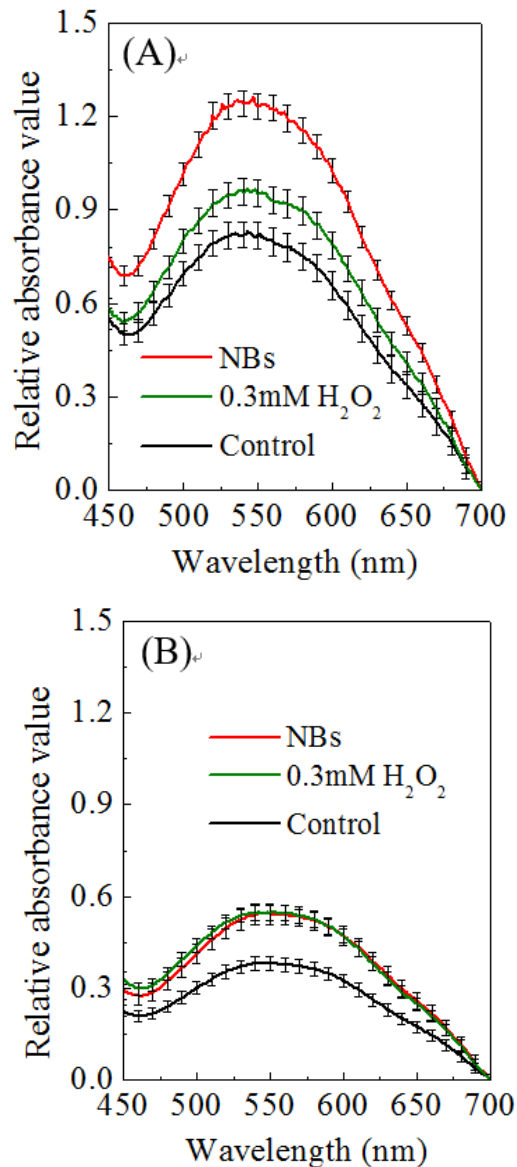 (A)↵
1.5
1.2
0.9
0.6
0.3
0.0
Relative absorbance value
NBs
0.3mM H₂O₂
Control
450 500 550 600 650 700
Wavelength (nm)
(B)↵
1.5
1.2
0.9
0.6
0.3
0.0
Relative absorbance value
NBs
0.3mM H₂O₂
Control
450 500 550 600 650 700
Wavelength (nm)